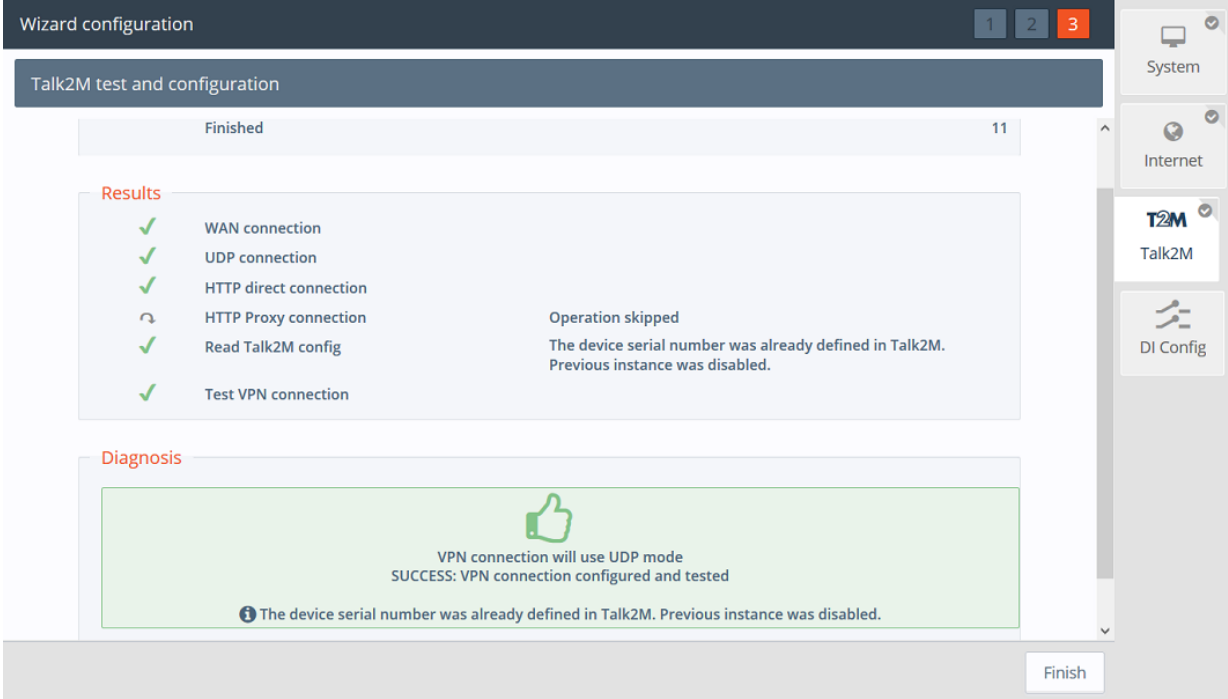 Wizard configuration
1 2 3
Talk2M test and configuration
Finished 11
Results
WAN connection
UDP connection
HTTP direct connection
HTTP Proxy connection Operation skipped
Read Talk2M config The device serial number was already defined in Talk2M.
Previous instance was disabled.
Test VPN connection
Diagnosis
VPN connection will use UDP mode
SUCCESS: VPN connection configured and tested
The device serial number was already defined in Talk2M. Previous instance was disabled.
Finish
System
Internet
T2M
Talk2M
DI Config